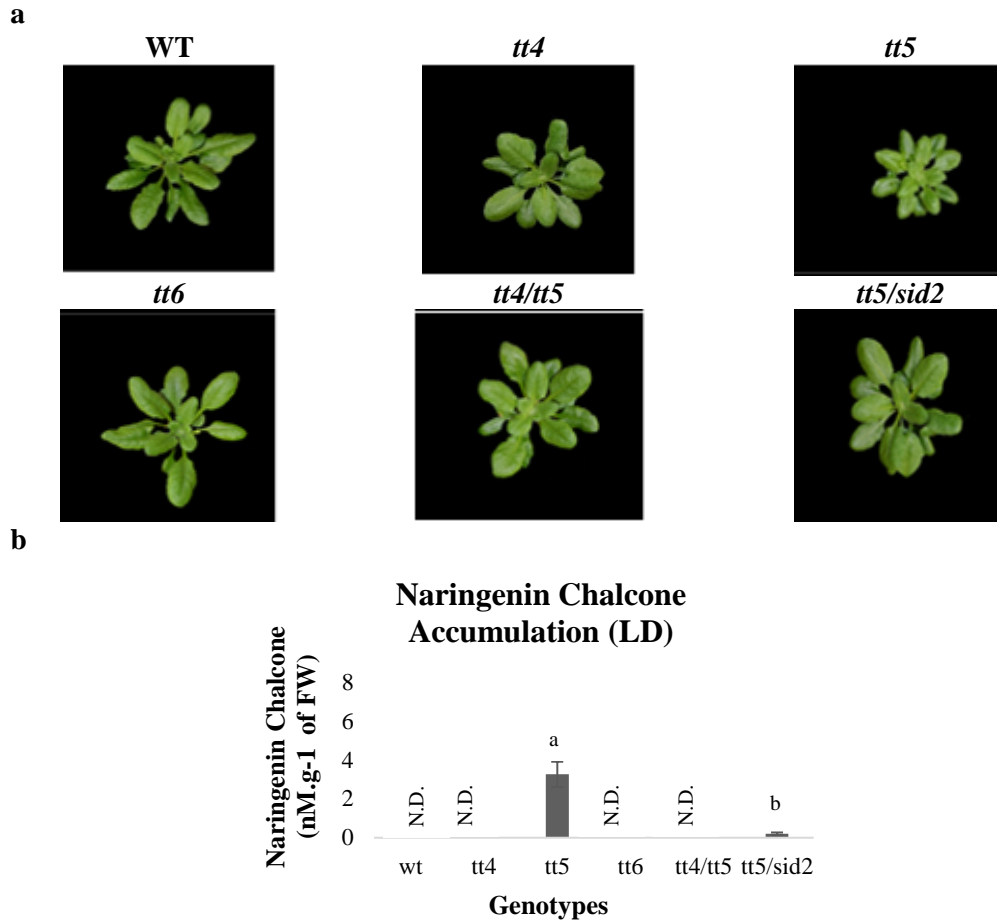 a
WT tt4 tt5
tt6 tt4/tt5 tt5/sid2
b
Naringenin Chalcone
Accumulation (LD)
Naringenin Chalcone
(nM.g-1 of FW)
8
6
4
2
0
N.D. N.D. a N.D. N.D. b
wt tt4 tt5 tt6 tt4/tt5 tt5/sid2
Genotypes